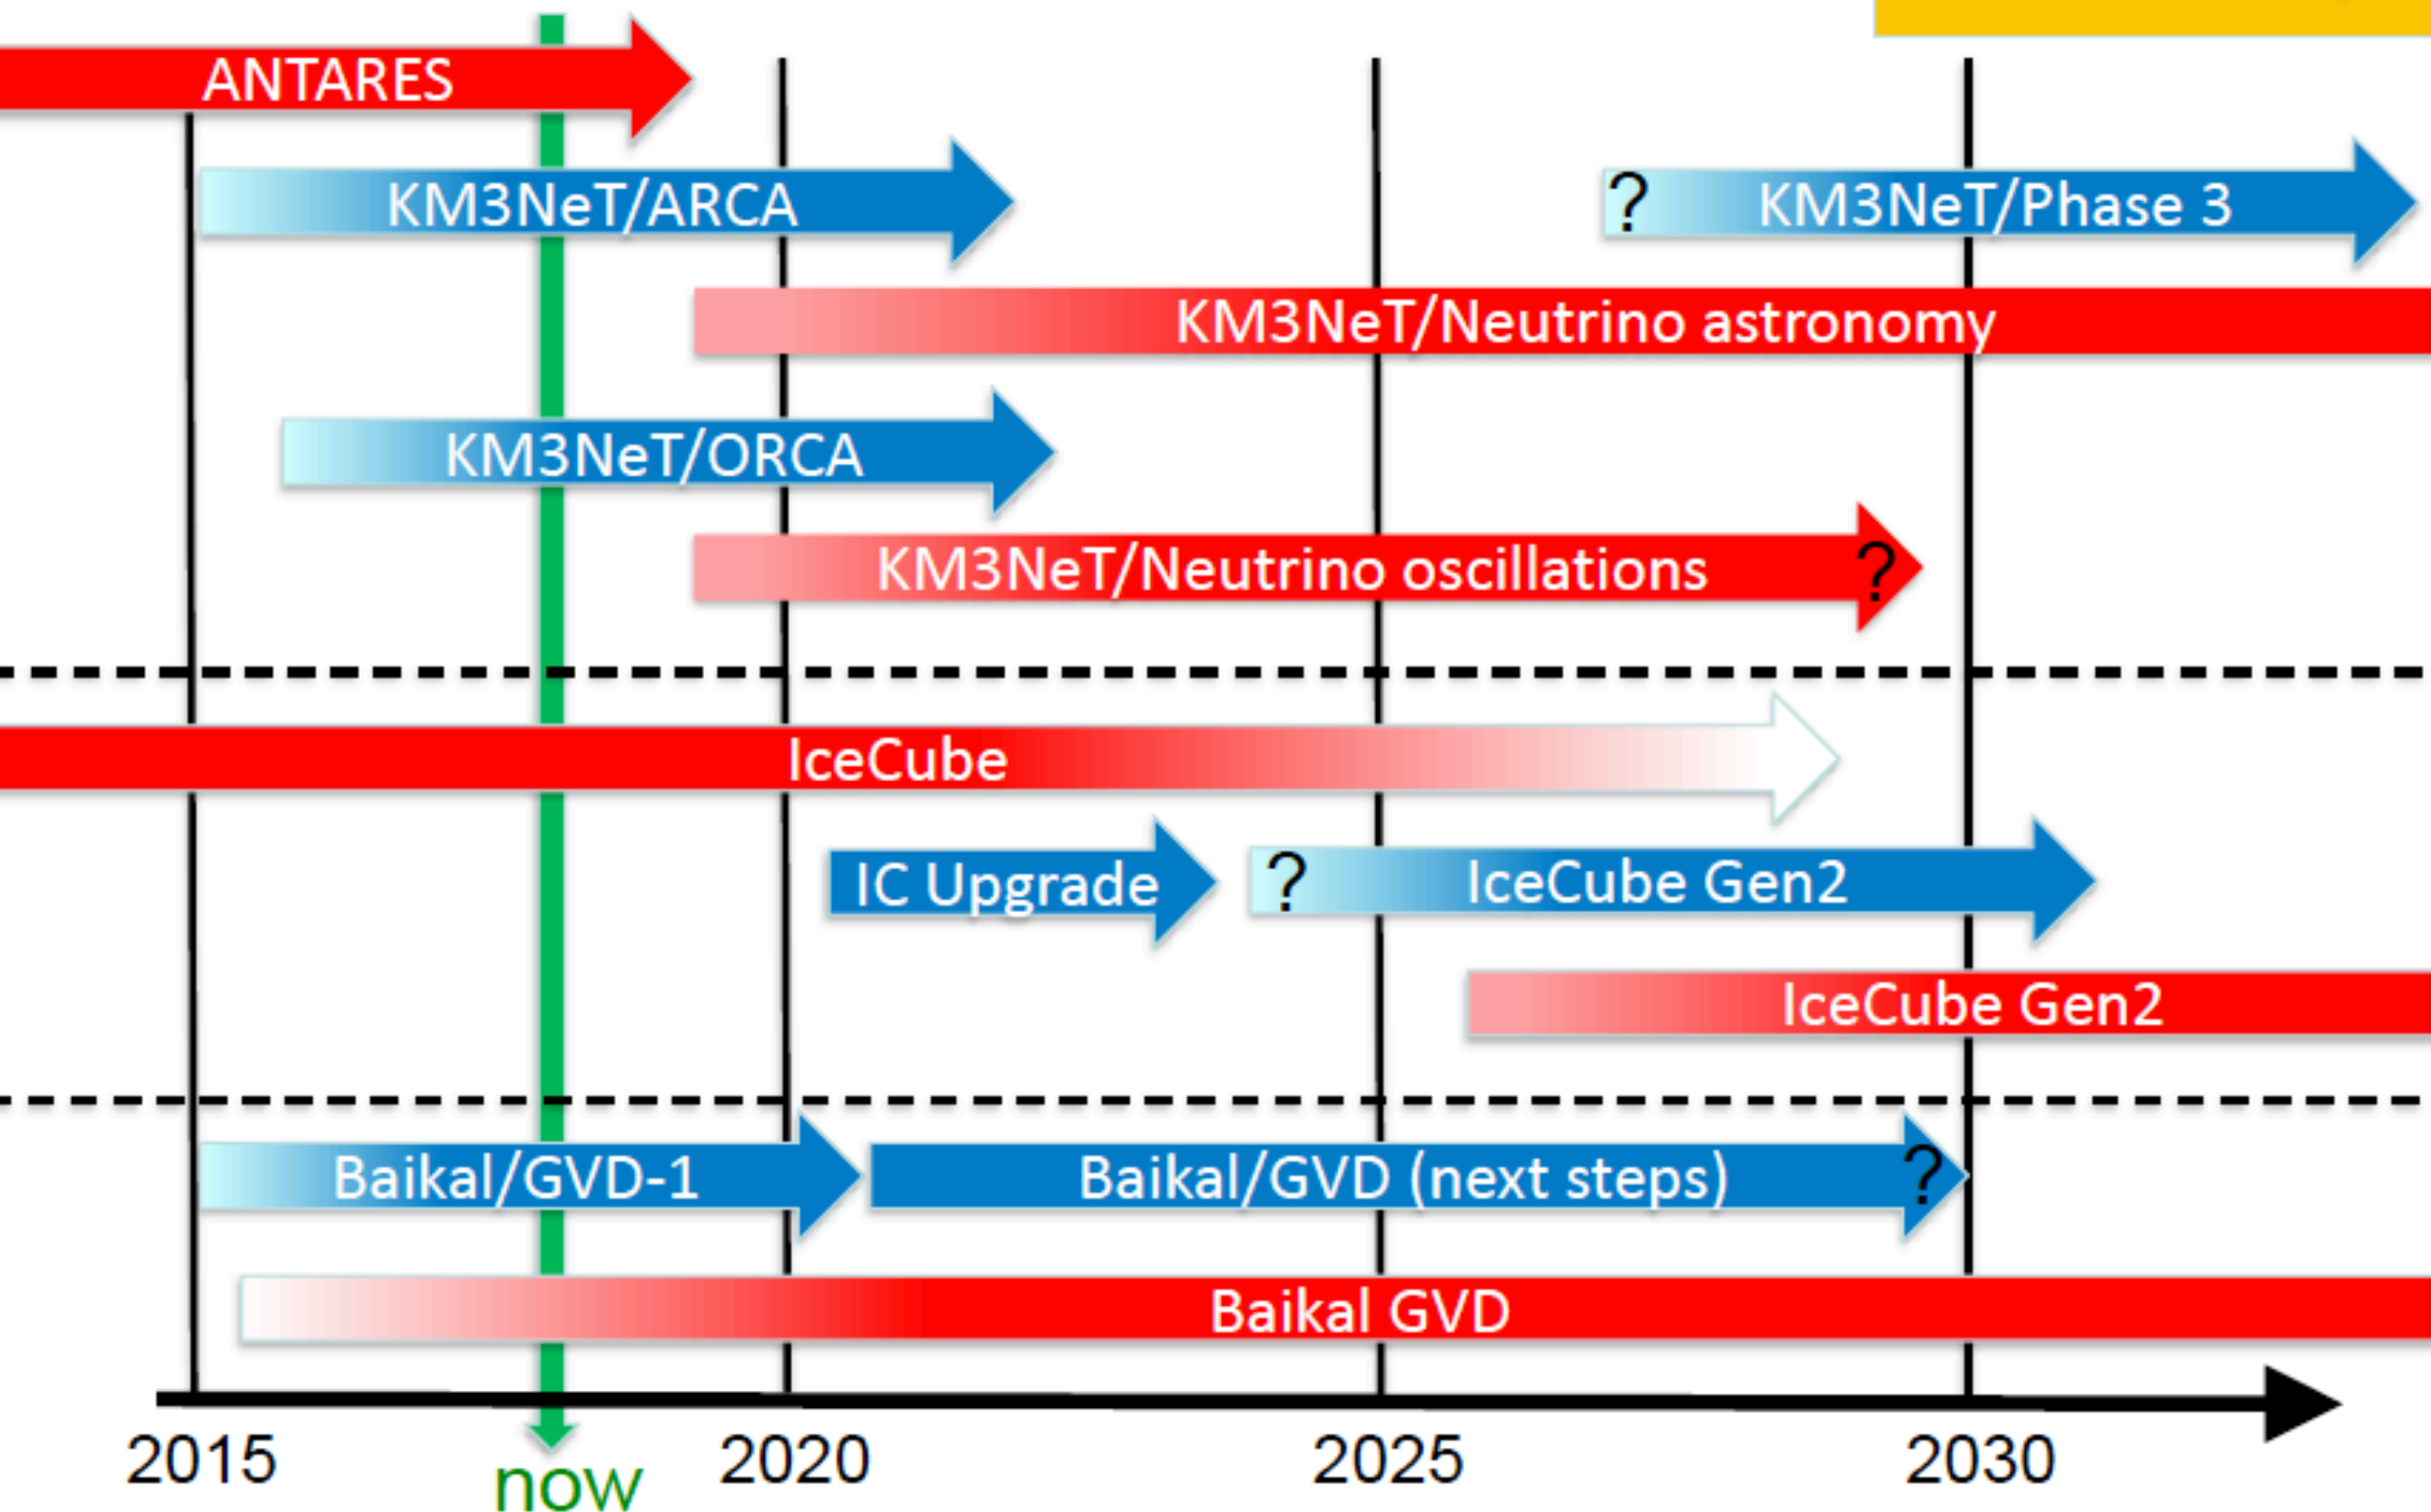 ANTARES
KM3NeT/ARCA
? KM3NeT/Phase 3
KM3NeT/Neutrino astronomy
KM3NeT/ORCA
KM3NeT/Neutrino oscillations ?
IceCube
IC Upgrade
? IceCube Gen2
IceCube Gen2
Baikal/GVD-1
Baikal/GVD (next steps) ?
Baikal GVD
2015 2020 2025 2030
now